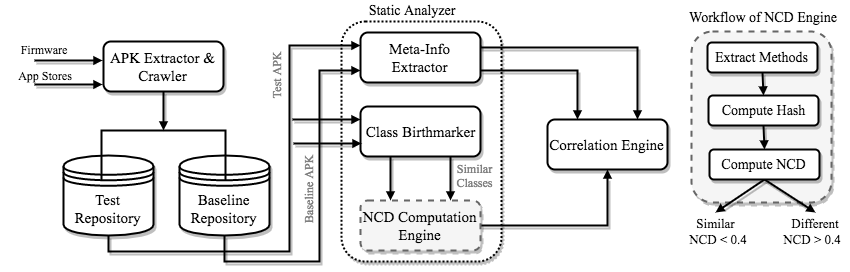 Static Analyzer
Workflow of NCD Engine
Firmware
App Stores
APK Extractor &
Crawler
Test APK
Baseline APK
Meta-Info
Extractor
Class Birthmarker
Similar
Classes
NCD Computation
Engine
Correlation Engine
Test
Repository
Baseline
Repository
Extract Methods
Compute Hash
Compute NCD
Similar
NCD < 0.4
Different
NCD > 0.4